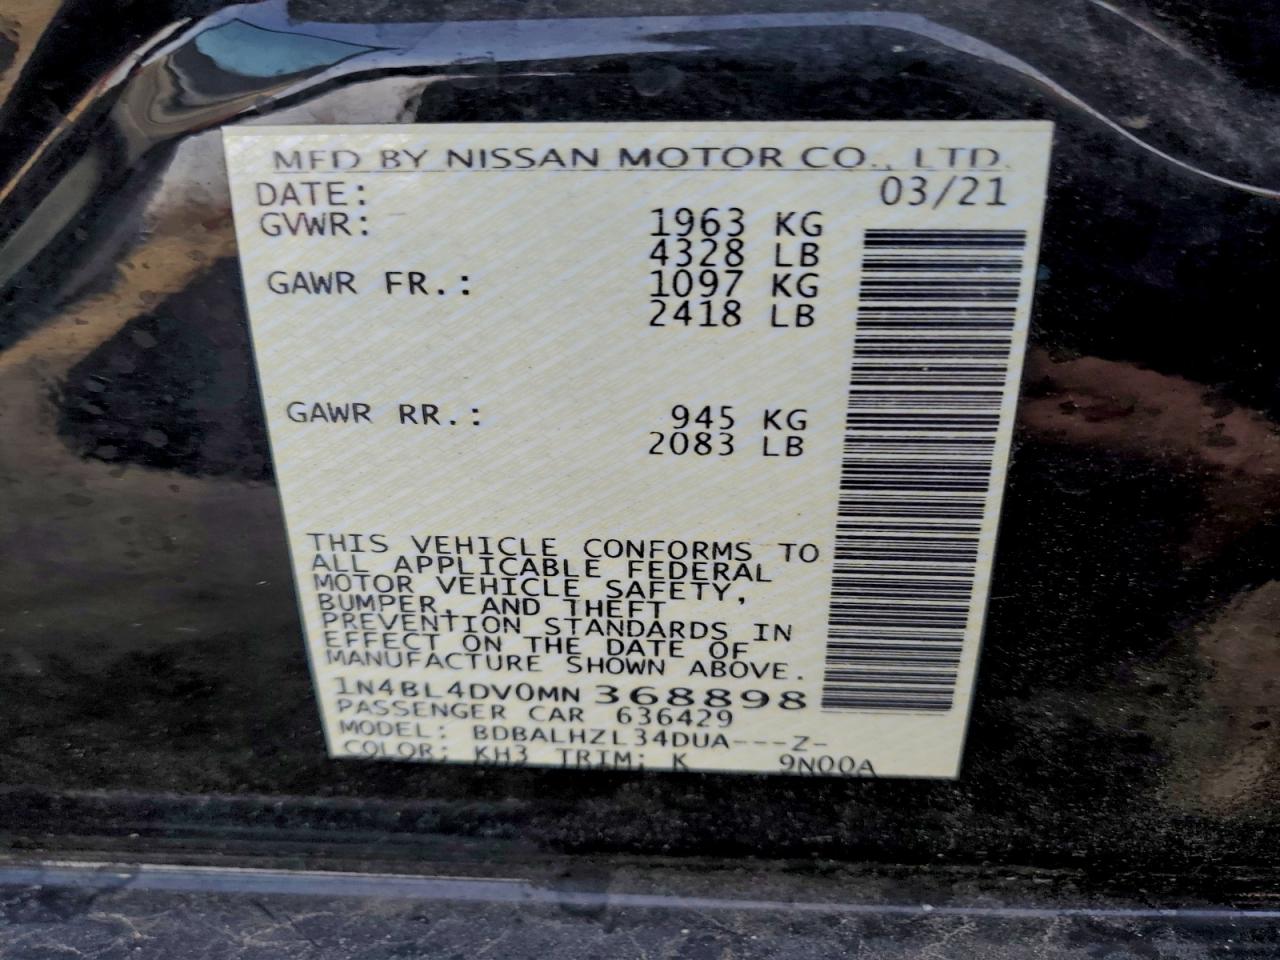 MFD BY NISSAN MOTOR CO., LTD.
DATE: 03/21
GVWR: 1963 KG
4328 LB
GAWR FR.: 1097 KG
2418 LB
GAWR RR.: 945 KG
2083 LB
THIS VEHICLE CONFORMS TO
ALL APPLICABLE FEDERAL
MOTOR VEHICLE SAFETY,
BUMPER, AND THEFT
PREVENTION STANDARDS IN
EFFECT ON THE DATE OF
MANUFACTURE SHOWN ABOVE.
1N4BL4DV0MN368898
PASSENGER CAR 636429
MODEL: BDBALHZL34DUA---Z-
COLOR: KH3 TRIM: K 9N00A